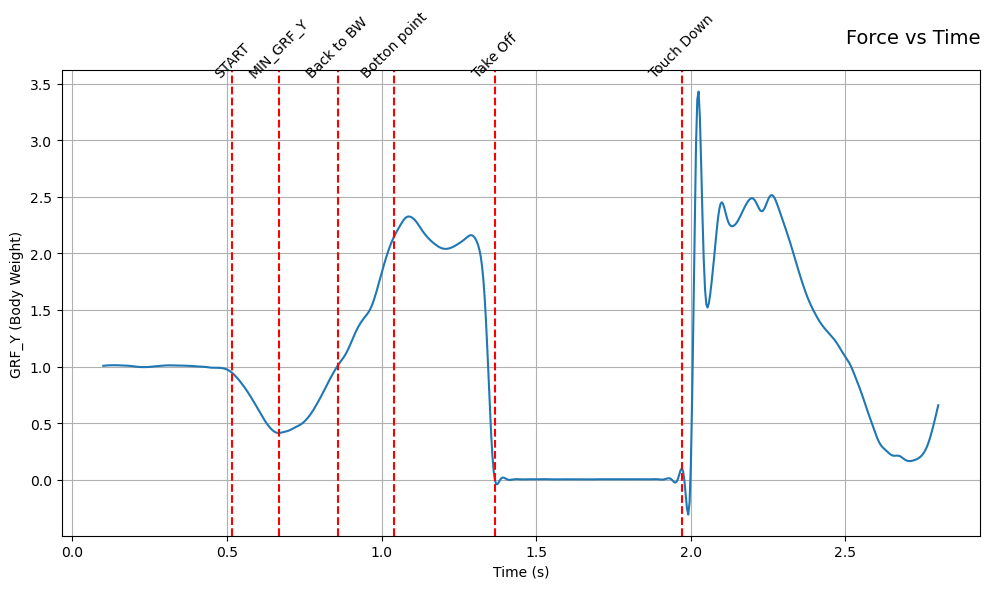 Force vs Time
START
MIN_GRF_Y
Back to BW
Botton point
Take Off
Touch Down
GRF_Y (Body Weight)
3.5
3.0
2.5
2.0
1.5
1.0
0.5
0.0
0.0
0.5
1.0
1.5
2.0
2.5
Time (s)